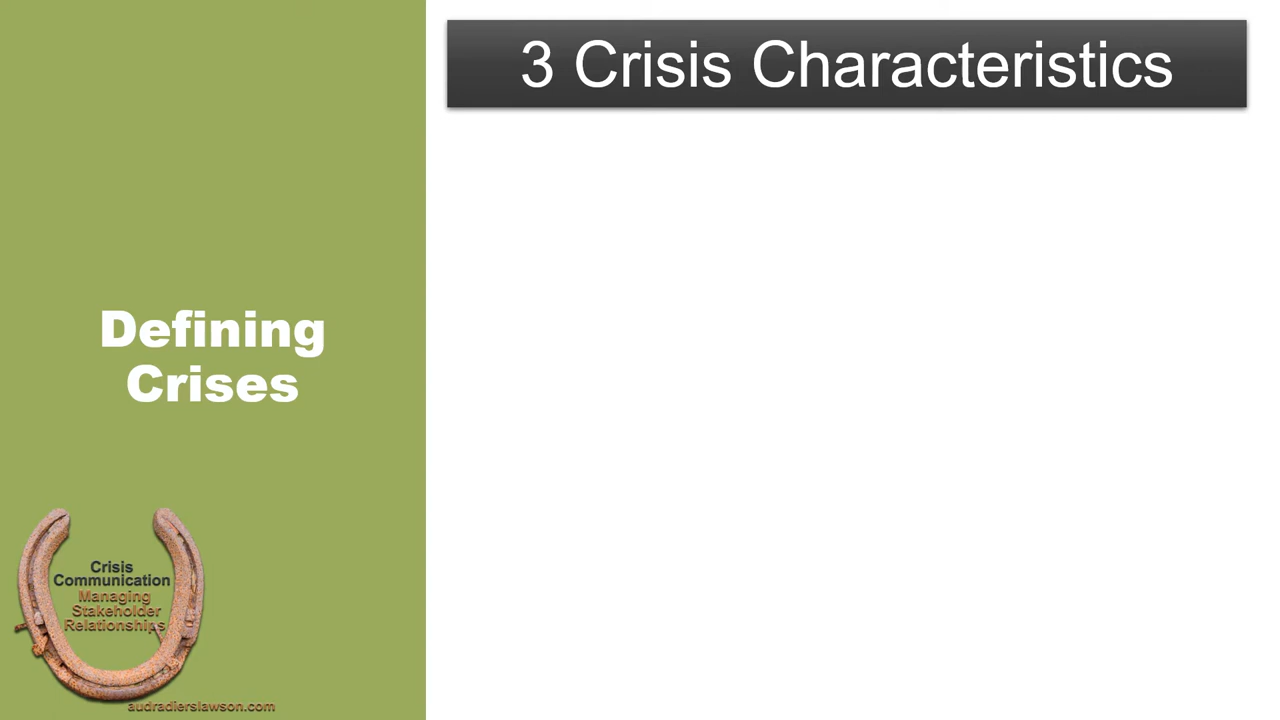 3 Crisis Characteristics
Defining
Crises
Crisis
Communication
Managing
Stakeholder
Relationships
audradierslawson.com